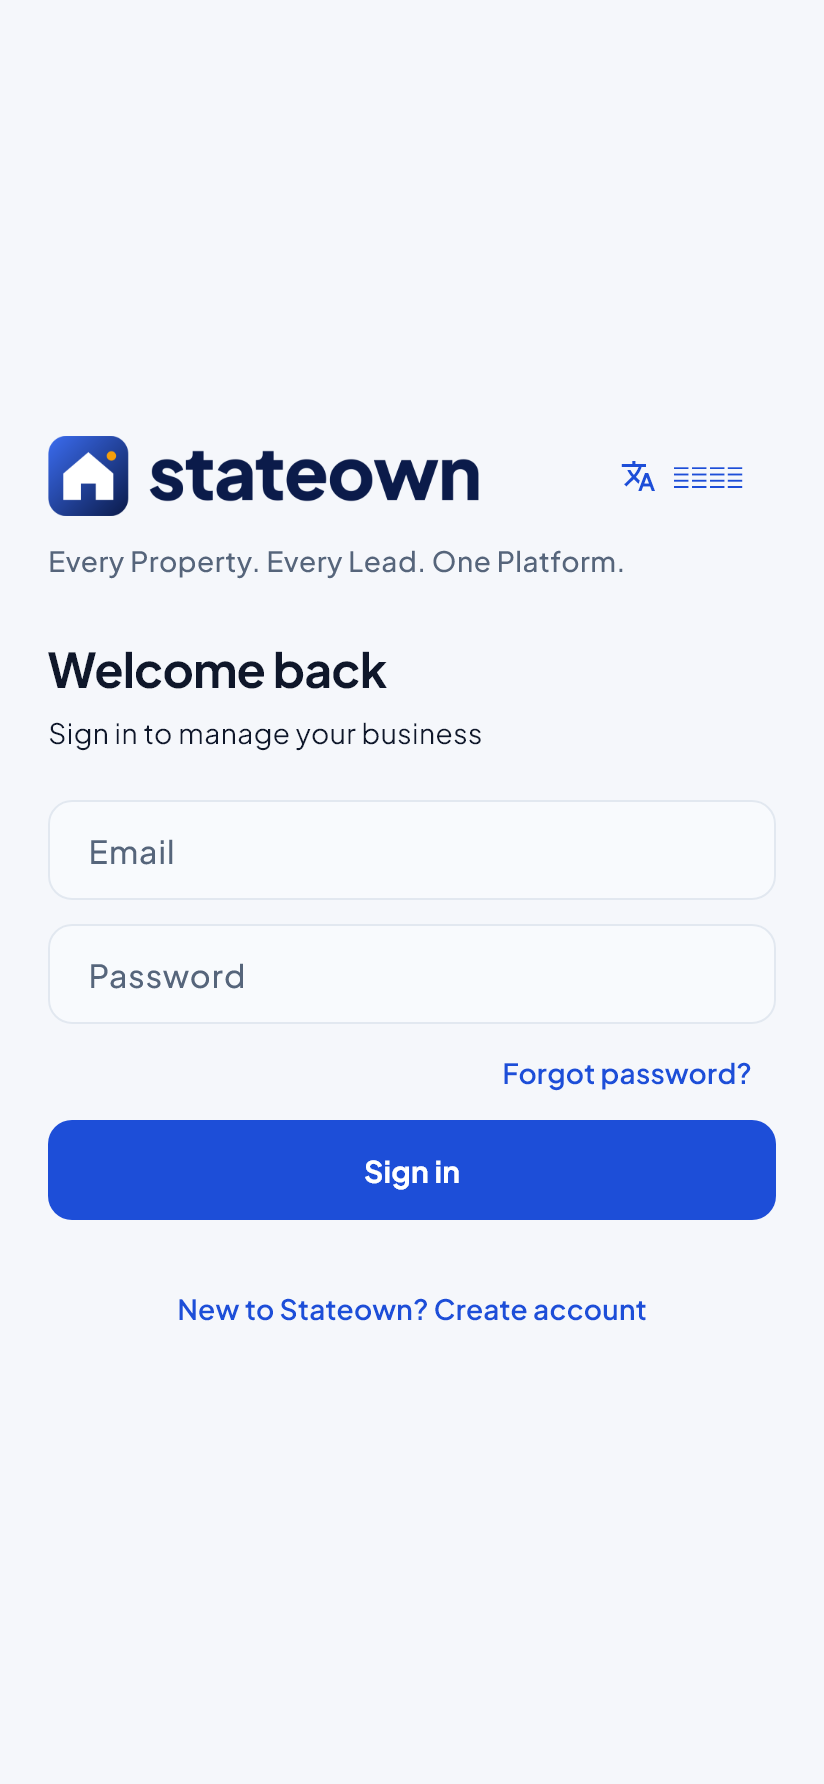 stateown
Every Property. Every Lead. One Platform.
Welcome back
Sign in to manage your business
Email
Password
Forgot password?
Sign in
New to Stateown? Create account